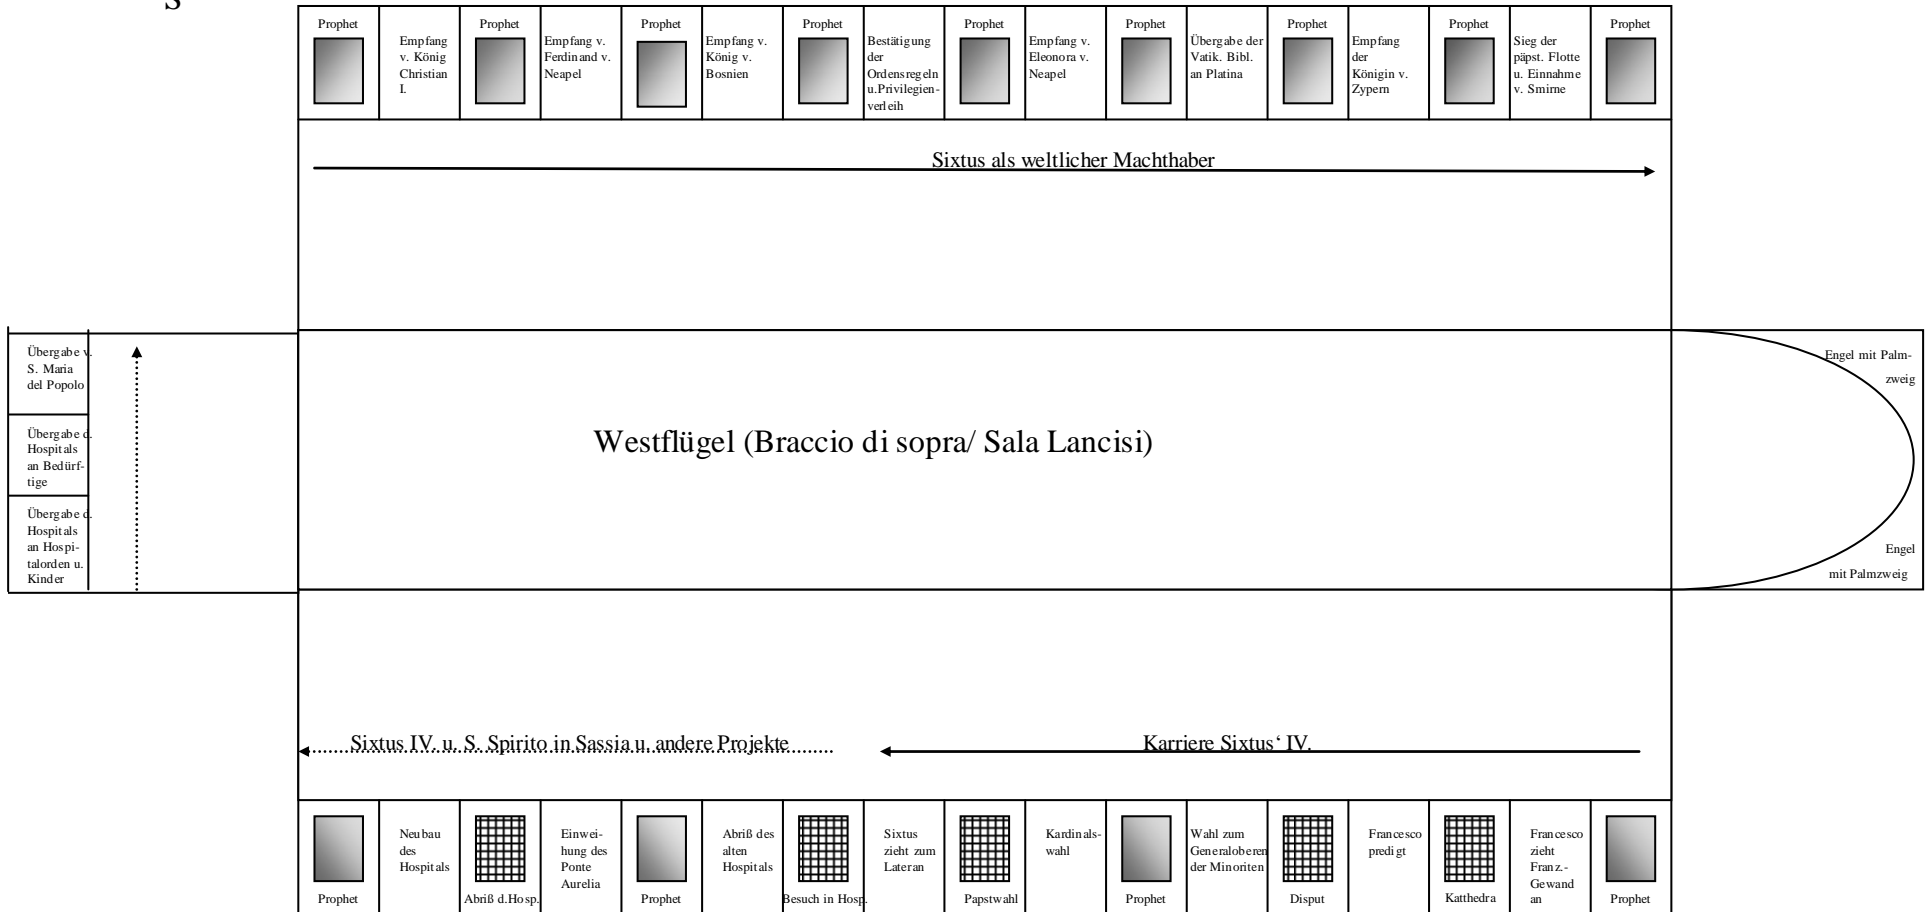 S
Prophet
Empfang
v. König
Christian
I.
Prophet
Empfang v.
Ferdinand v.
Neapel
Prophet
Empfang v.
König v.
Bosnien
Prophet
Bestätigung
der
Ordensregeln
u.Privilegien-
verleih
Prophet
Empfang v.
Eleonora v.
Neapel
Prophet
Übergabe der
Vatik. Bibl.
an Platina
Prophet
Empfang
der
Königin v.
Zypern
Prophet
Sieg der
päpst. Flotte
u. Einnahme
v. Smirne
Prophet
Sixtus als weltlicher Machthaber
Übergabe v.
S. Maria
del Popolo
Übergabe d.
Hospitals
an Bedürf-
tige
Übergabe d.
Hospitals
an Hospi-
talorden u.
Kinder
Westflügel (Braccio di sopra/ Sala Lancisi)
Engel mit Palm-
zweig
Engel
mit Palmzweig
Sixtus IV. u. S. Spirito in Sassia u. andere Projekte
Karriere Sixtus‘ IV.
Prophet
Neubau
des
Hospitals
Abriß d.Hosp.
Einwei-
hung des
Ponte
Aurelia
Prophet
Abriß des
alten
Hospitals
Besuch in Hosp.
Sixtus
zieht zum
Lateran
Papstwahl
Kardinals-
wahl
Prophet
Wahl zum
Generaloberen
der Minoriten
Disput
Francesco
predigt
Katthedra
Francesco
zieht
Franz.-
Gewand
an
Prophet